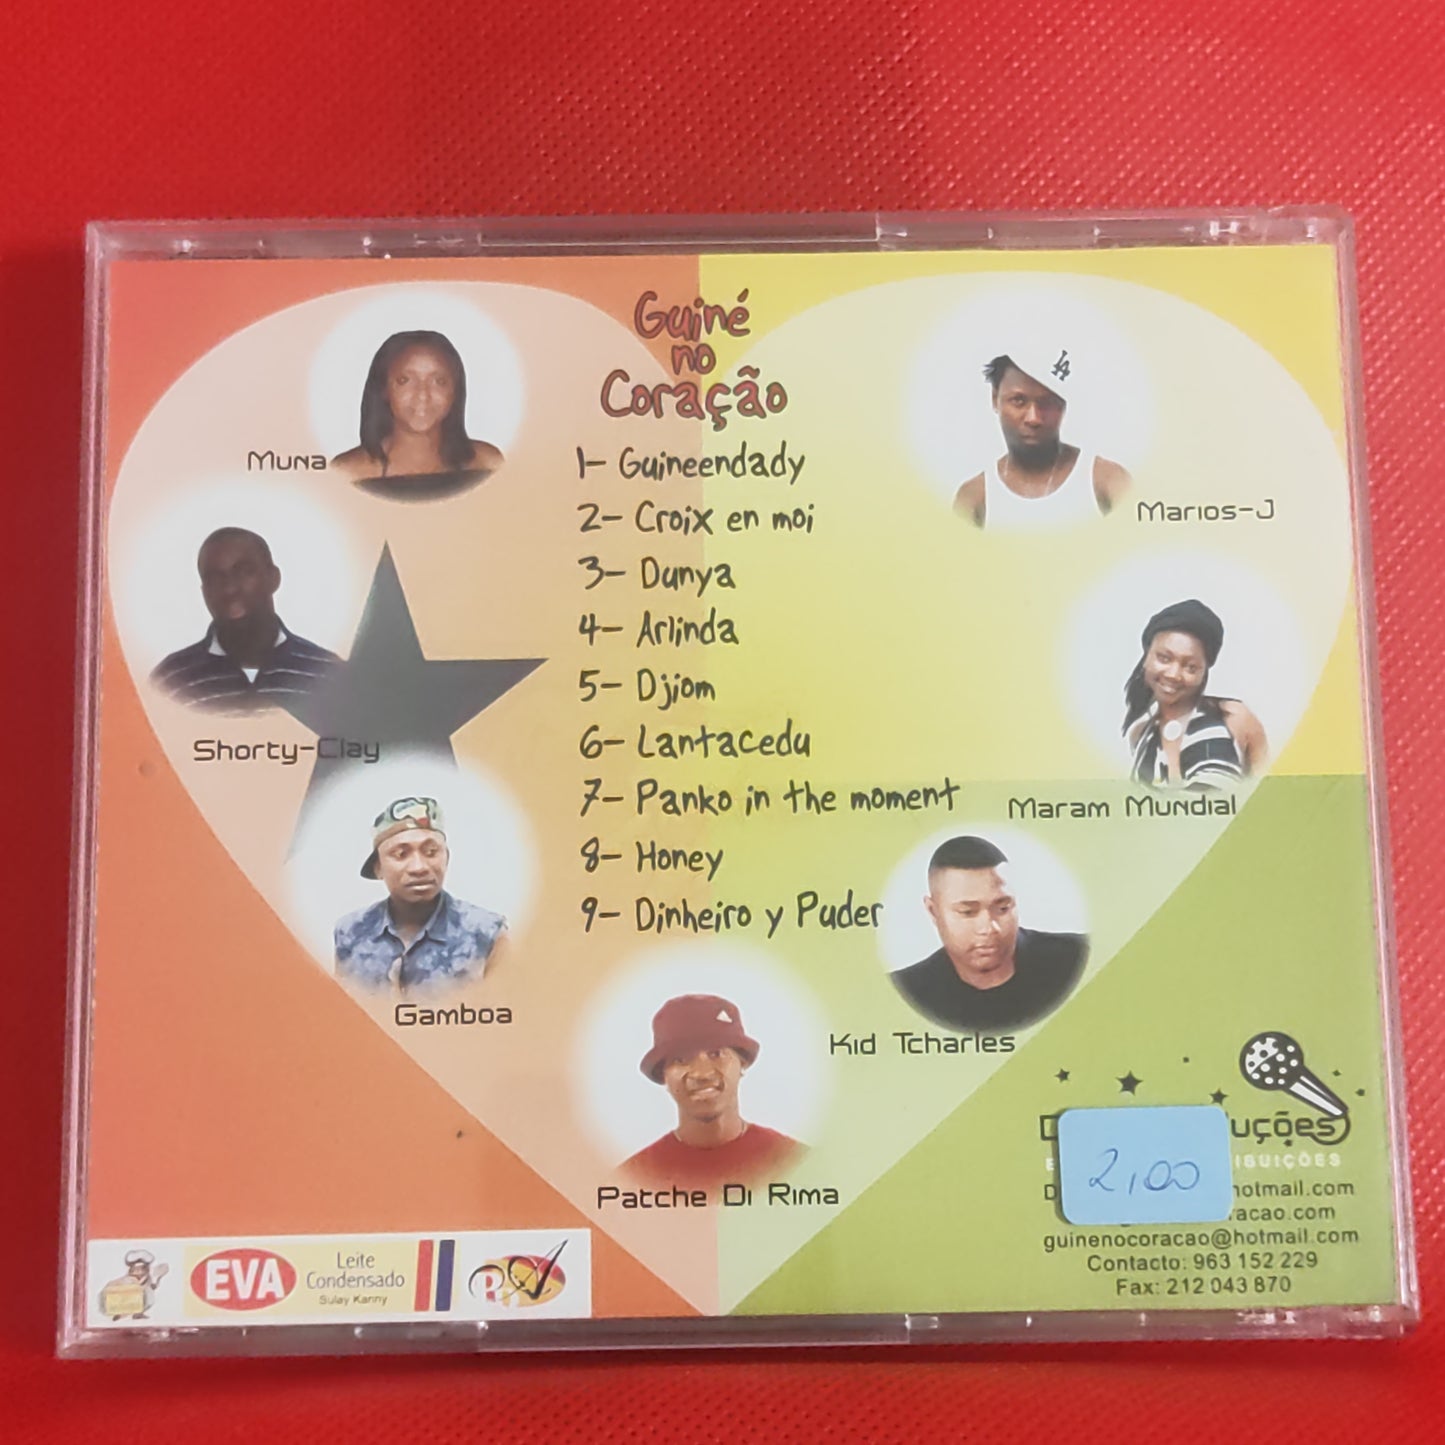 Guiné
no
Coração
1- Guineendady
2- Croix en moi
3- Dunya
4- Arlinda
5- Djiom
6- Lantacedu
7- Panko in the moment
8- Honey
9- Dinheiro y Puder
Muna
Marios-J
Shorty-Clay
Maram Mundial
Gamboa
Kid Tcharles
Patche Di Rima
LA
2,00
guinenocoracao@hotmail.com
Contacto: 963 152 229
Fax: 212 043 870
EVA
Leite
Condensado
Sulay Kanny